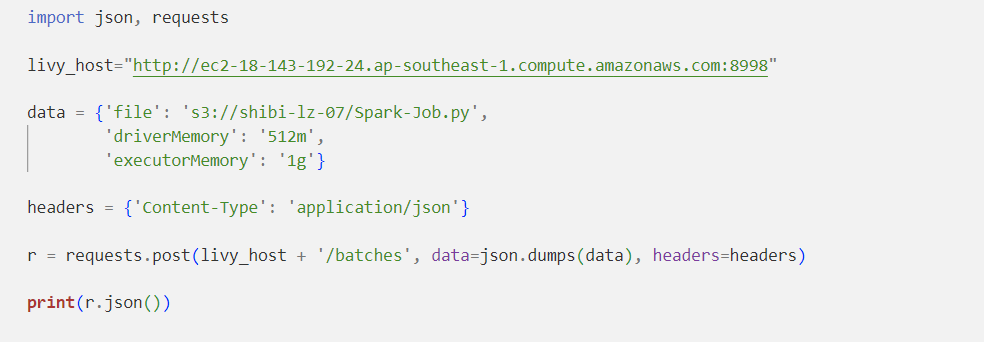 import json, requests
livy_host="http://ec2-18-143-192-24.ap-southeast-1.compute.amazonaws.com:8998"
data = {'file': 's3://shibi-lz-07/Spark-Job.py',
        'driverMemory': '512m',
        'executorMemory': '1g'}
headers = {'Content-Type': 'application/json'}
r = requests.post(livy_host + '/batches', data=json.dumps(data), headers=headers)
print(r.json())